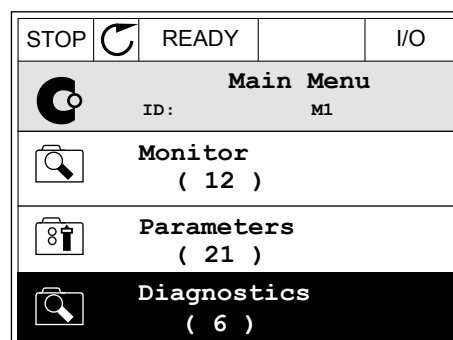 STOP READY I/O
Main Menu
ID: M1
Monitor
( 12 )
Parameters
( 21 )
Diagnostics
( 6 )